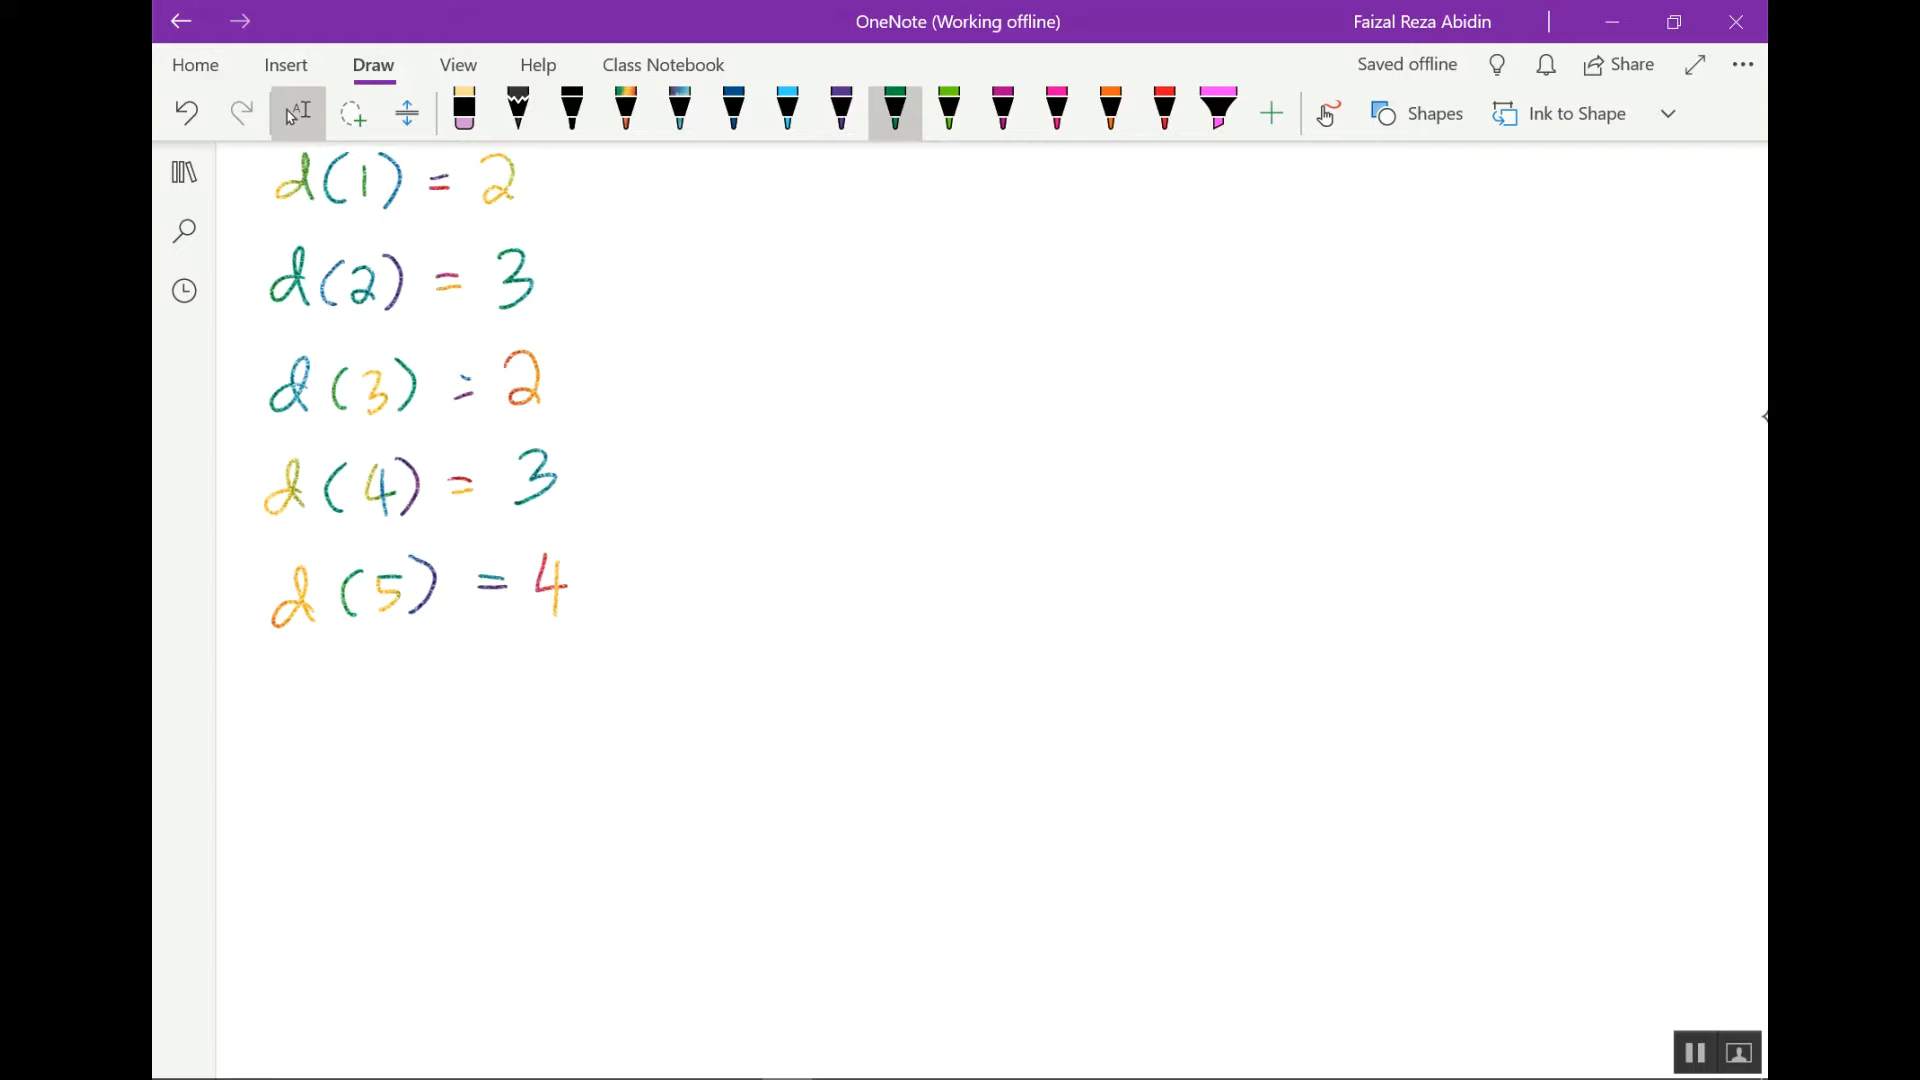 OneNote (Working offline) Faizal Reza Abidin
Home Insert Draw View Help Class Notebook Saved offline Share
Shapes Ink to Shape
d(1) = 2
d(2) = 3
d(3) = 2
d(4) = 3
d(5) = 4